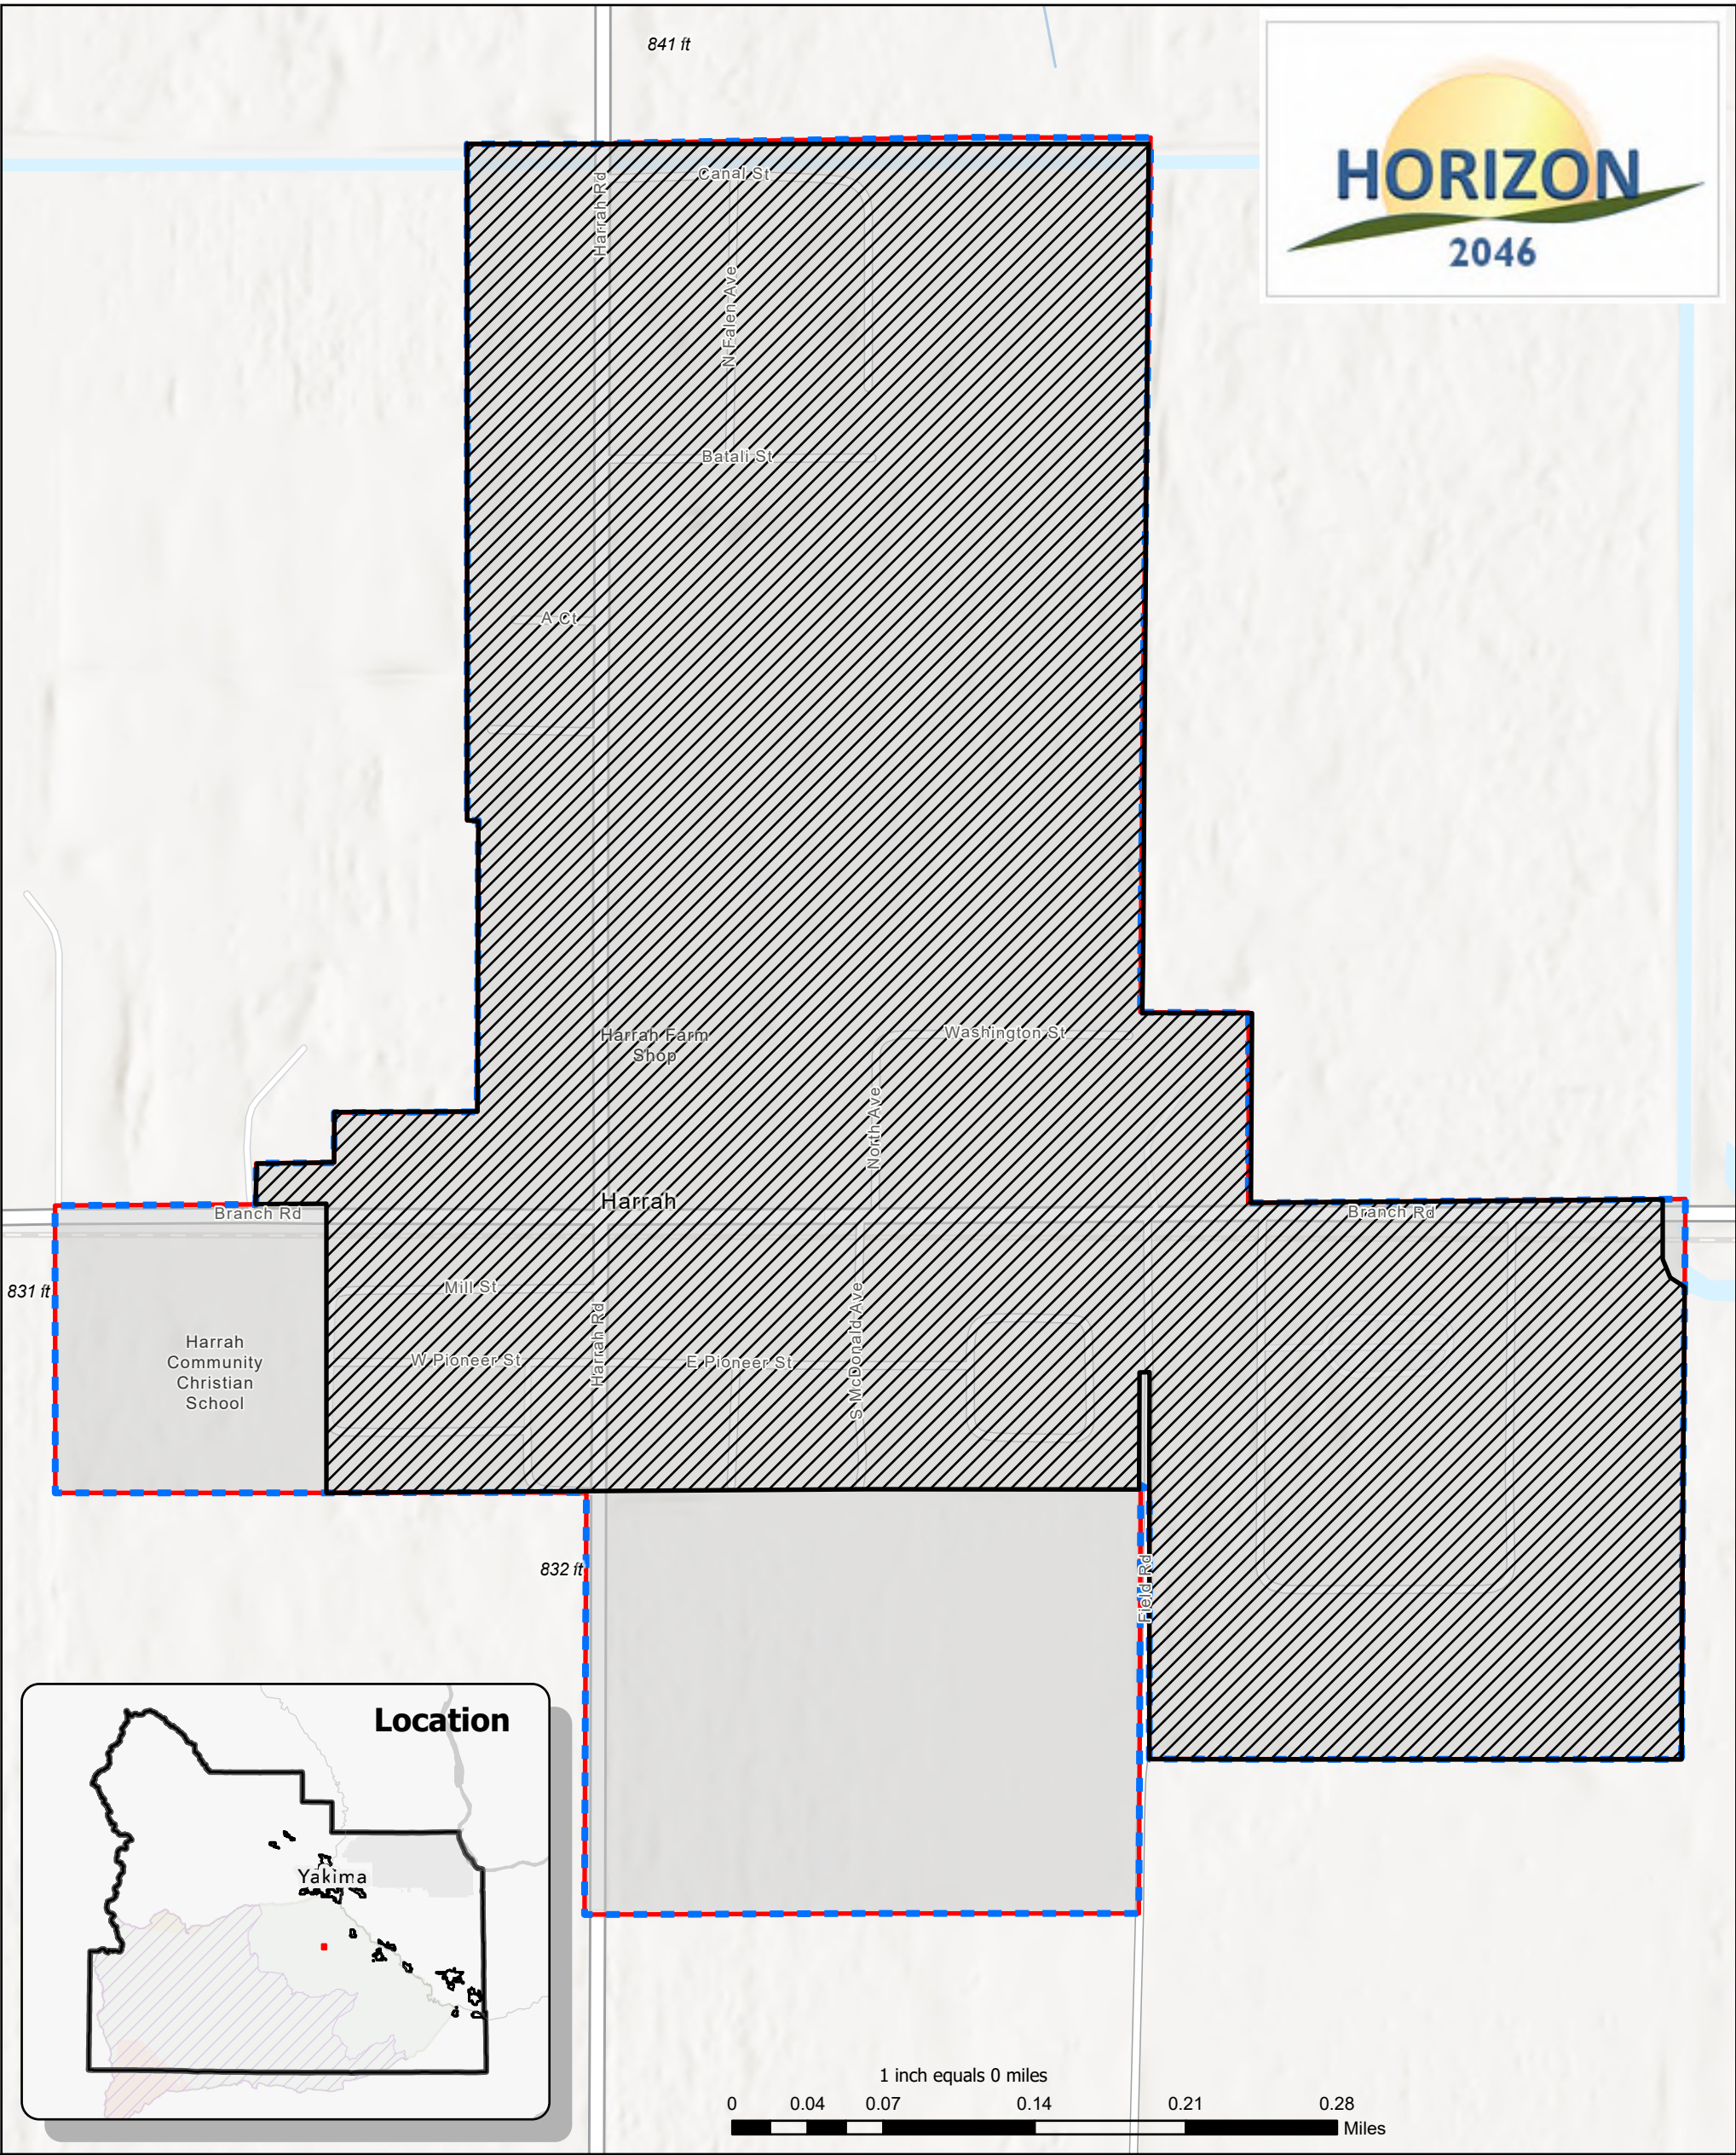 841 ft
HORIZON
2046
Canal St
Harrah Rd
N Falen Ave
Batali St
A Ct
Harrah Farm
Shop
Washington St
North Ave
Harrah
Branch Rd
Branch Rd
831 ft
Mill St
Harrah Rd
S McDonald Ave
Harrah
Community
Christian
School
W Pioneer St
E Pioneer St
832 ft
Field Rd
Location
Yakima
1 inch equals 0 miles
0 0.04 0.07 0.14 0.21 0.28
Miles